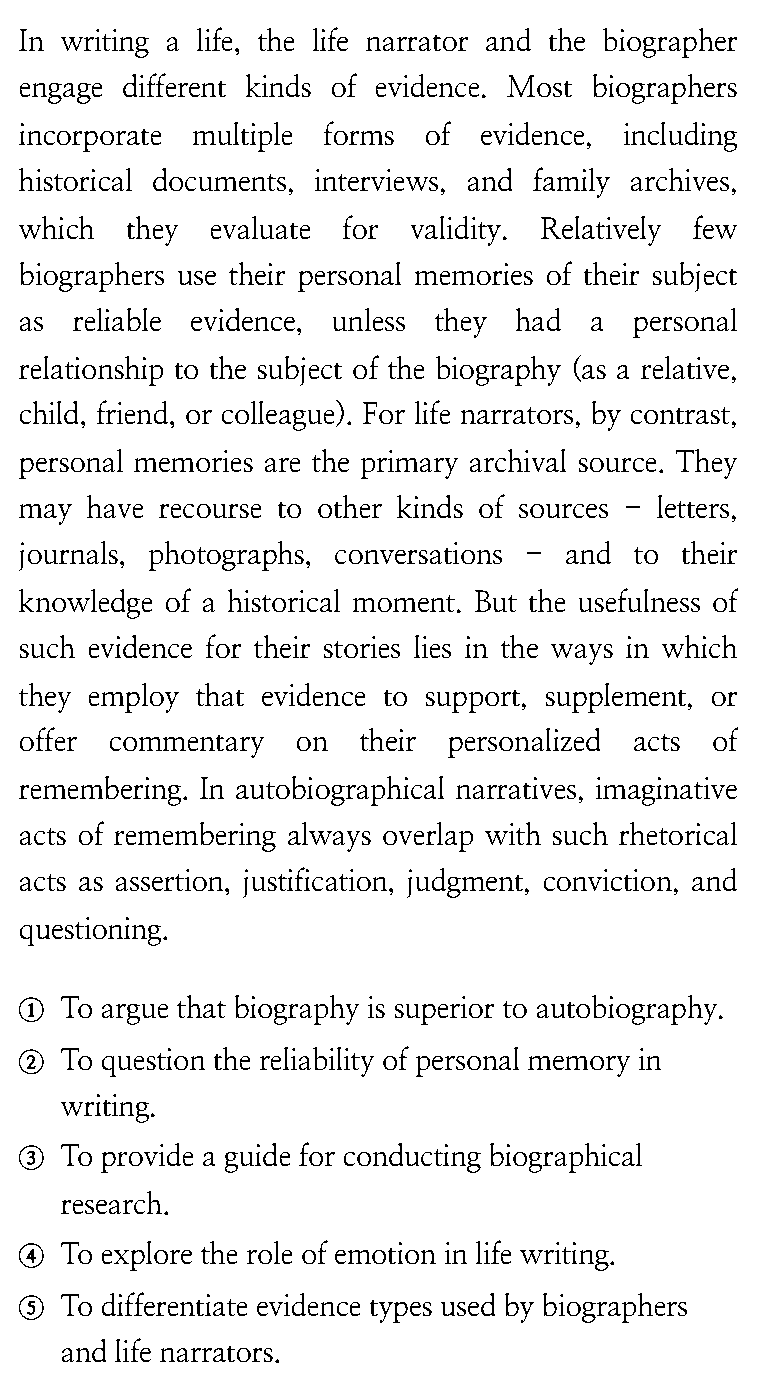 In writing a life, the life narrator and the biographer
engage different kinds of evidence. Most biographers
incorporate multiple forms of evidence, including
historical documents, interviews, and family archives,
which they evaluate for validity. Relatively few
biographers use their personal memories of their subject
as reliable evidence, unless they had a personal
relationship to the subject of the biography (as a relative,
child, friend, or colleague). For life narrators, by contrast,
personal memories are the primary archival source. They
may have recourse to other kinds of sources − letters,
journals, photographs, conversations − and to their
knowledge of a historical moment. But the usefulness of
such evidence for their stories lies in the ways in which
they employ that evidence to support, supplement, or
offer commentary on their personalized acts of
remembering. In autobiographical narratives, imaginative
acts of remembering always overlap with such rhetorical
acts as assertion, justification, judgment, conviction, and
questioning.
① To argue that biography is superior to autobiography.
② To question the reliability of personal memory in
writing.
③ To provide a guide for conducting biographical
research.
④ To explore the role of emotion in life writing.
⑤ To differentiate evidence types used by biographers
and life narrators.